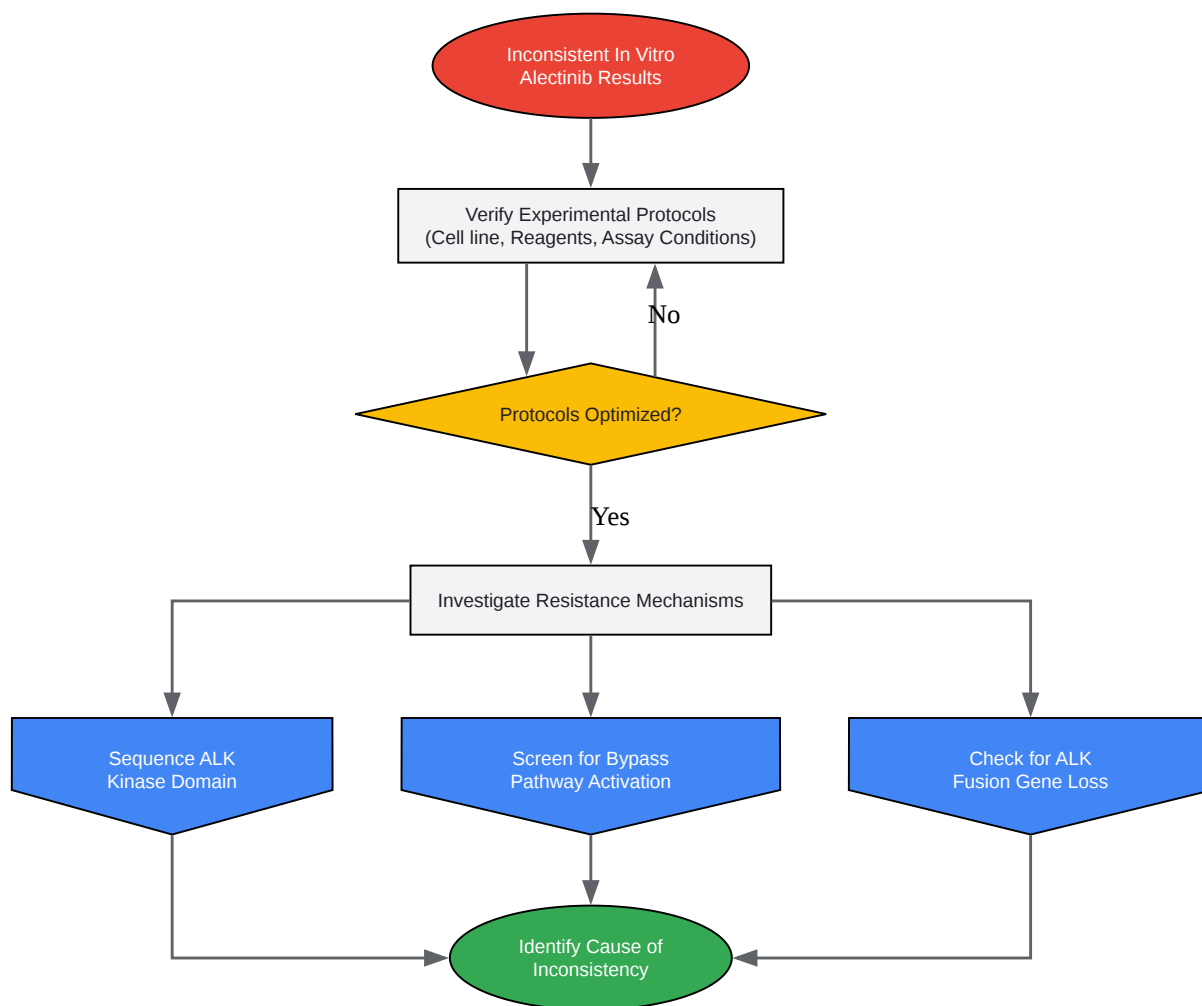 Inconsistent In Vitro
Alectinib Results
Verify Experimental Protocols
(Cell line, Reagents, Assay Conditions)
No
Protocols Optimized?
Yes
Investigate Resistance Mechanisms
Sequence ALK
Kinase Domain
Screen for Bypass
Pathway Activation
Check for ALK
Fusion Gene Loss
Identify Cause of
Inconsistency